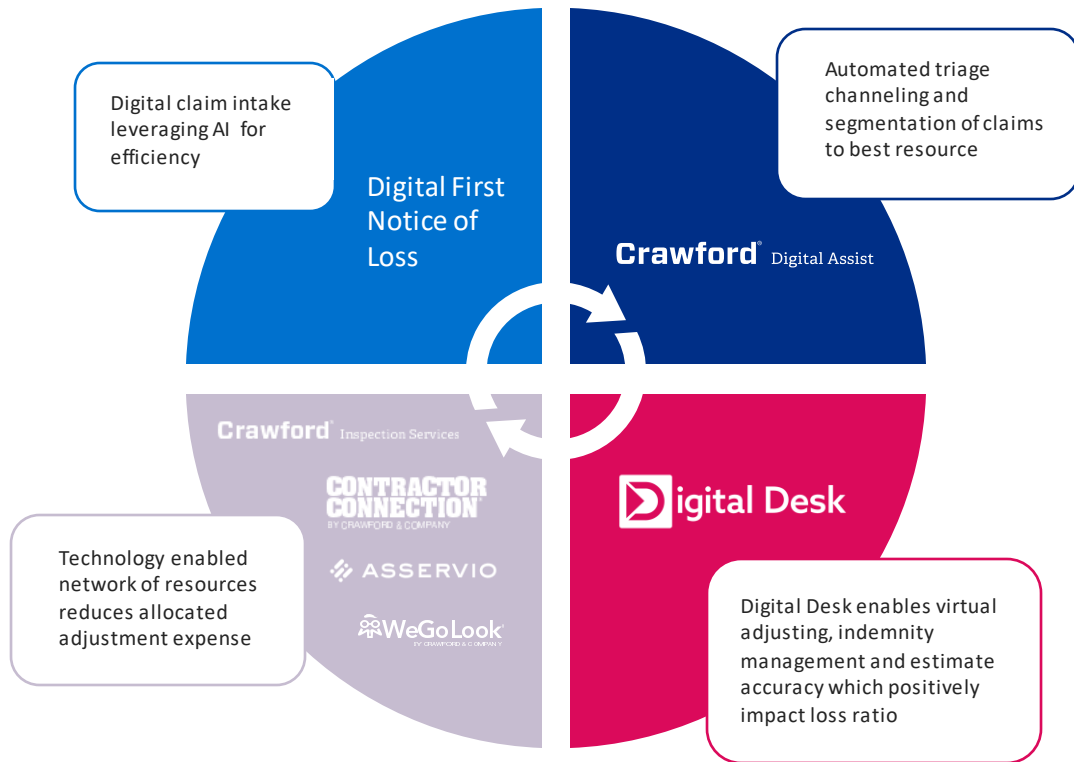 Digital claim intake
leveraging AI for
efficiency
Digital First
Notice of
Loss
Automated triage
channeling and
segmentation of claims
to best resource
Crawford® Digital Assist
Crawford® Inspection Services
CONTRACTOR
CONNECTION
BY CRAWFORD & COMPANY
ASSERVIO
WeGoLook®
BY CRAWFORD & COMPANY
Technology enabled
network of resources
reduces allocated
adjustment expense
Digital Desk
Digital Desk enables virtual
adjusting, indemnity
management and estimate
accuracy which positively
impact loss ratio